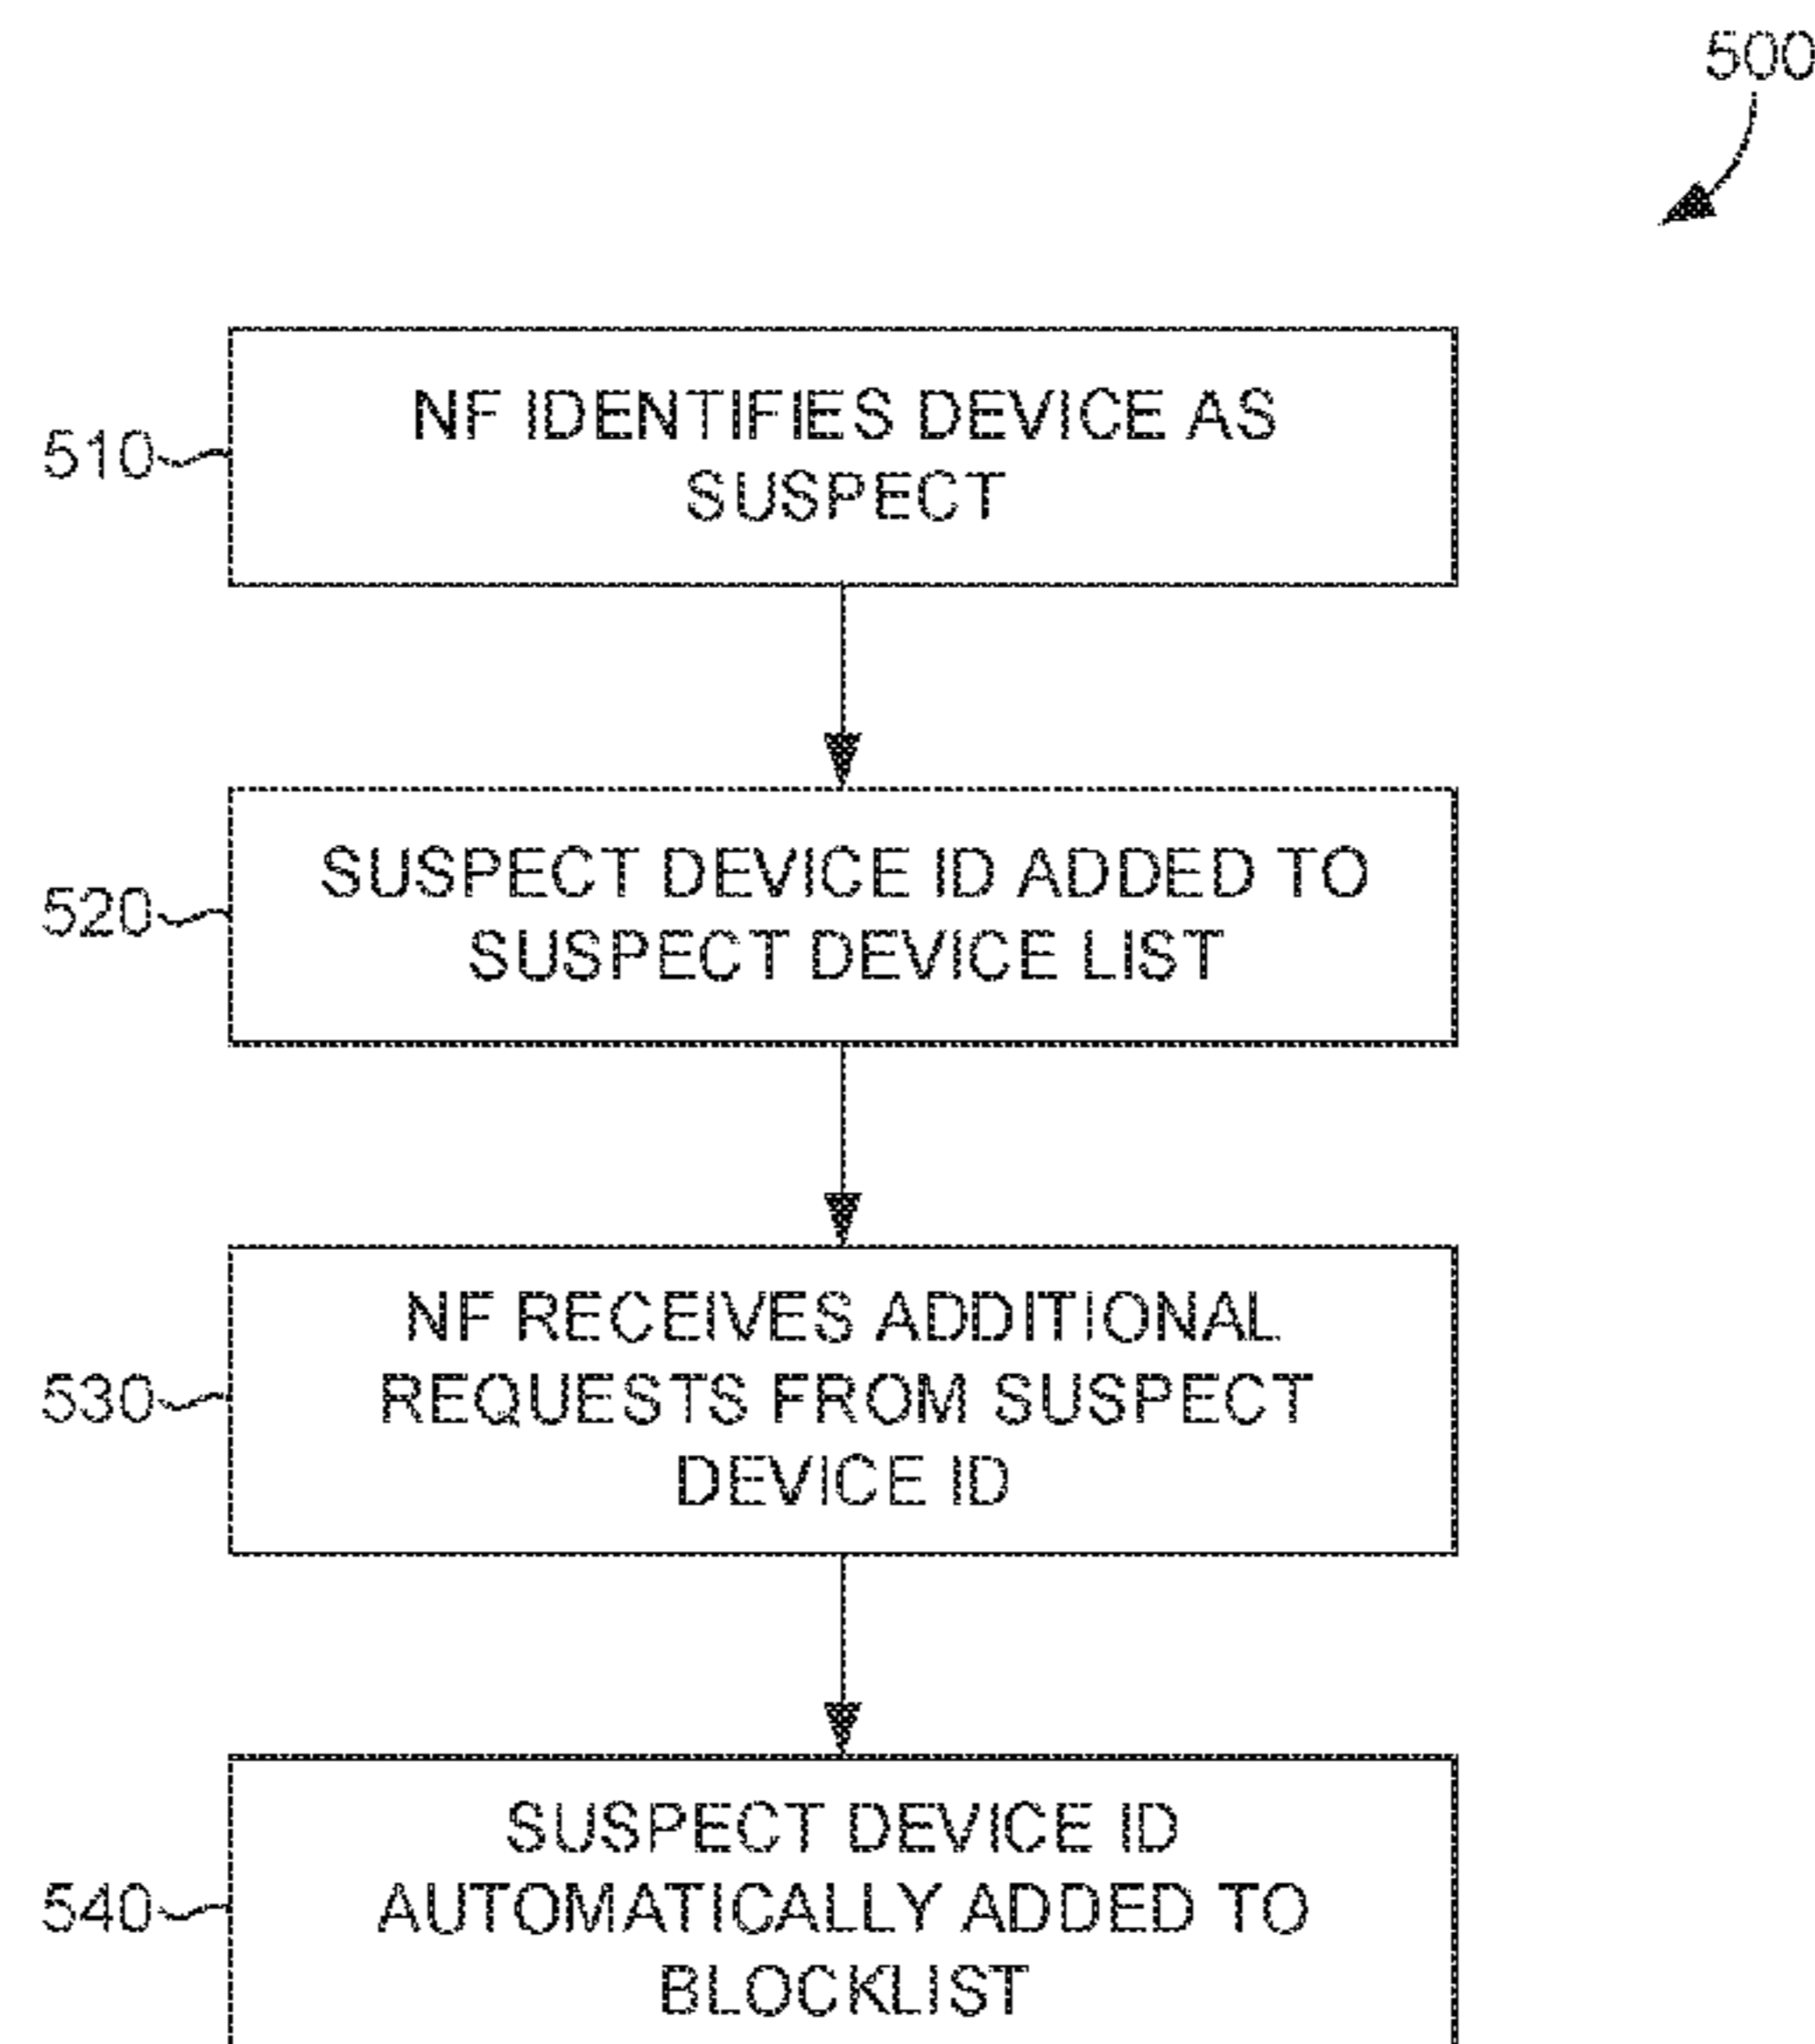 500
510
NF IDENTIFIES DEVICE AS
SUSPECT
520
SUSPECT DEVICE ID ADDED TO
SUSPECT DEVICE LIST
530
NF RECEIVES ADDITIONAL
REQUESTS FROM SUSPECT
DEVICE ID
540
SUSPECT DEVICE ID
AUTOMATICALLY ADDED TO
BLOCKLIST